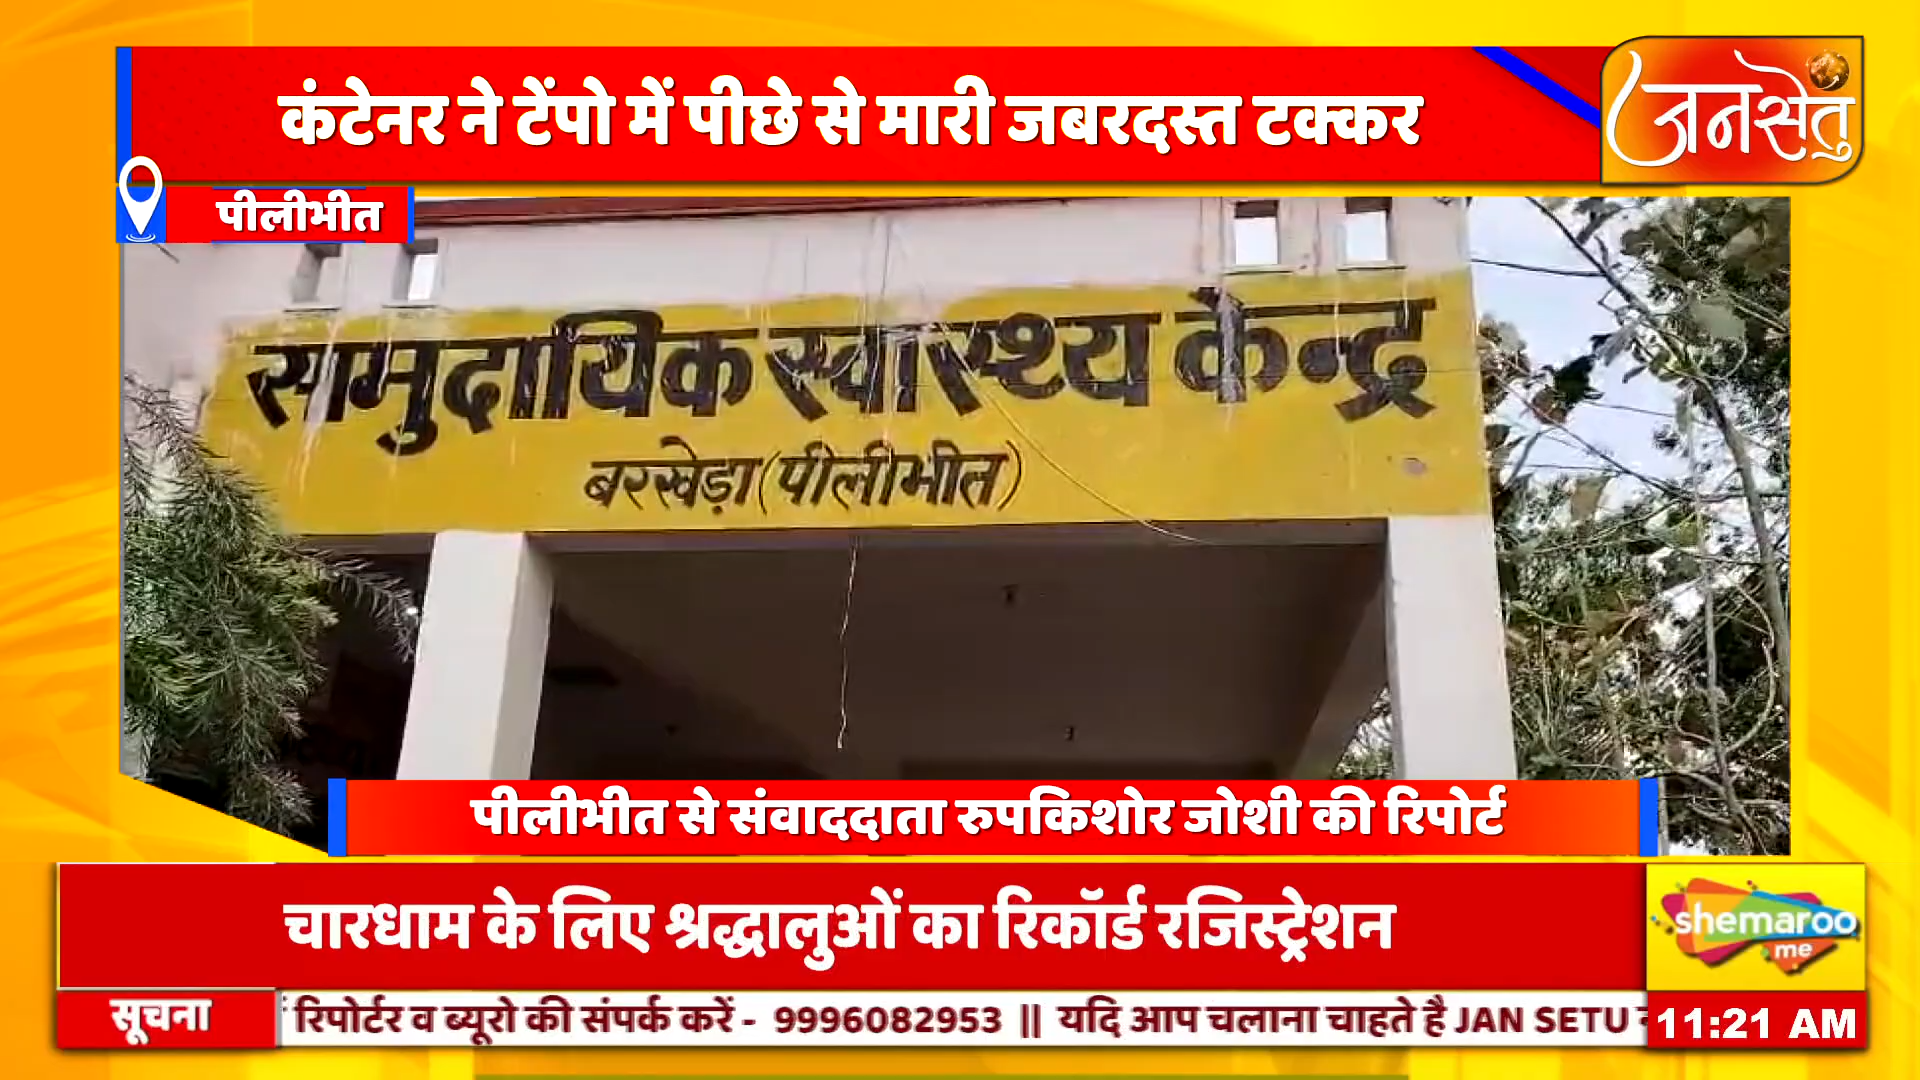 कंटेनर ने टेंपो में पीछे से मारी जबरदस्त टक्कर
जनसेतु
पीलीभीत
सामुदायिक स्वास्थ्य केन्द्र
बरखेड़ा (पीलीभीत)
पीलीभीत से संवाददाता रुपकिशोर जोशी की रिपोर्ट
चारधाम के लिए श्रद्धालुओं का रिकॉर्ड रजिस्ट्रेशन
shemaroo
me
सूचना
रिपोर्टर व ब्यूरो की संपर्क करें - 9996082953 || यदि आप चलाना चाहते है JAN SETU
11:21 AM